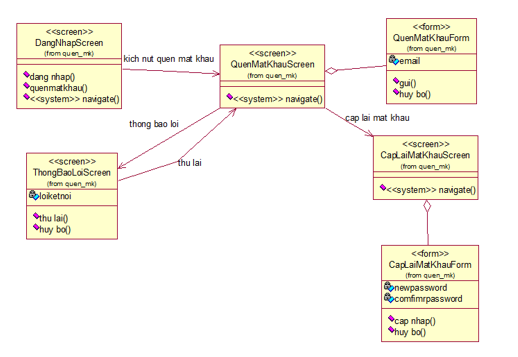 <<screen>>
DangNhapScreen
(from quen_mk)
dang nhap()
quenmatkhau()
<<system>> navigate()
kich nut quen mat khau
<<screen>>
QuenMatKhauScreen
(from quen_mk)
<<system>> navigate()
<<form>>
QuenMatKhauForm
(from quen_mk)
email
gui()
huy bo()
thong bao loi
thu lai
cap lai mat khau
<<screen>>
ThongBaoLoiScreen
(from quen_mk)
loiketnoi
thu lai()
huy bo()
<<screen>>
CapLaiMatKhauScreen
(from quen_mk)
<<system>> navigate()
<<form>>
CapLaiMatKhauForm
(from quen_mk)
newpassword
comfimrpassword
cap nhap()
huy bo()